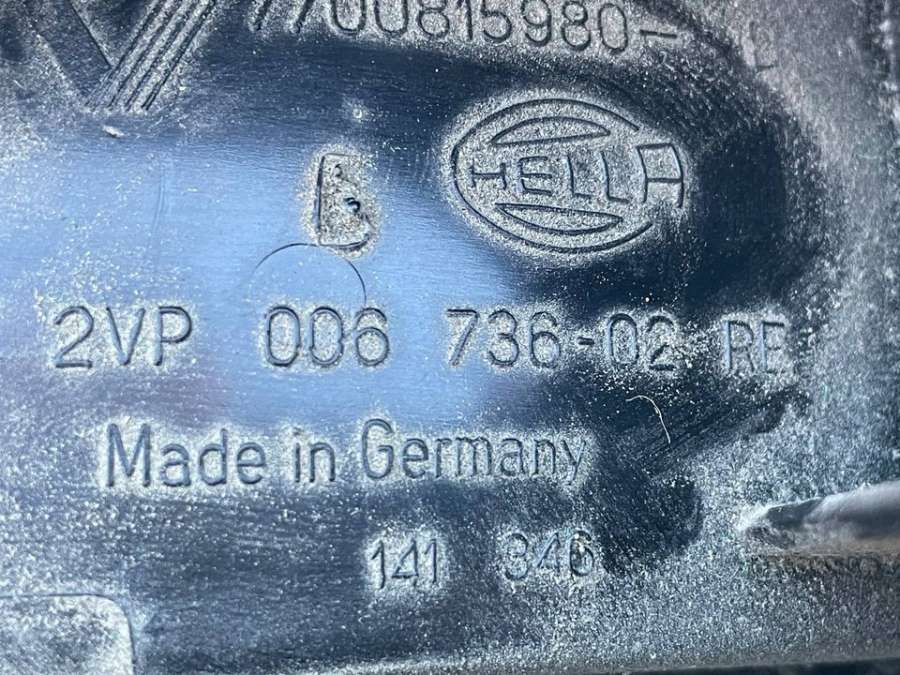 7700815980-
HELLA
2VP 006 736-02 RE
Made in Germany
141 346